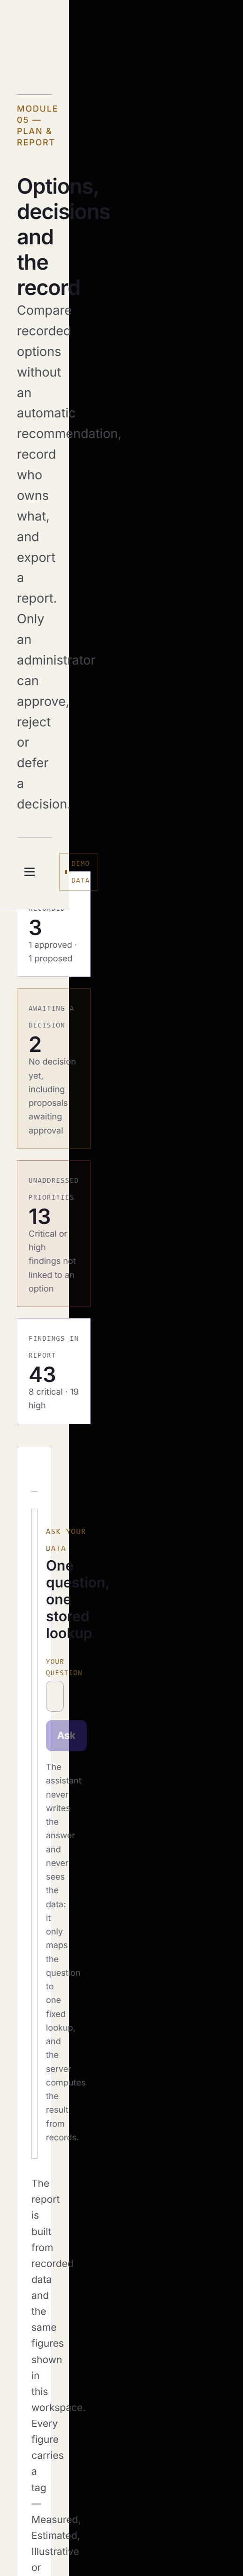 MODULE
05 —
PLAN &
REPORT
Options,
decisions
and
the
record
Compare
recorded
options
without
an
automatic
recommendation,
record
who
owns
what,
and
export
a
report.
Only
an
administrator
can
approve,
reject
or
defer
a
decision.
DEMO
DATA
RECORDED
3
1 approved ·
1 proposed
AWAITING A
DECISION
2
No decision
yet,
including
proposals
awaiting
approval
UNADDRESSED
PRIORITIES
13
Critical or
high
findings not
linked to an
option
FINDINGS IN
REPORT
43
8 critical · 19
high
ASK YOUR
DATA
One
question,
one
stored
lookup
YOUR
QUESTION
Ask
The
assistant
never
writes
the
answer
and
never
sees
the
data:
it
only
maps
the
question
to
one
fixed
lookup,
and
the
server
computes
the
result
from
records.
The
report
is
built
from
recorded
data
and
the
same
figures
shown
in
this
workspace.
Every
figure
carries
a
tag
—
Measured,
Estimated,
Illustrative
or